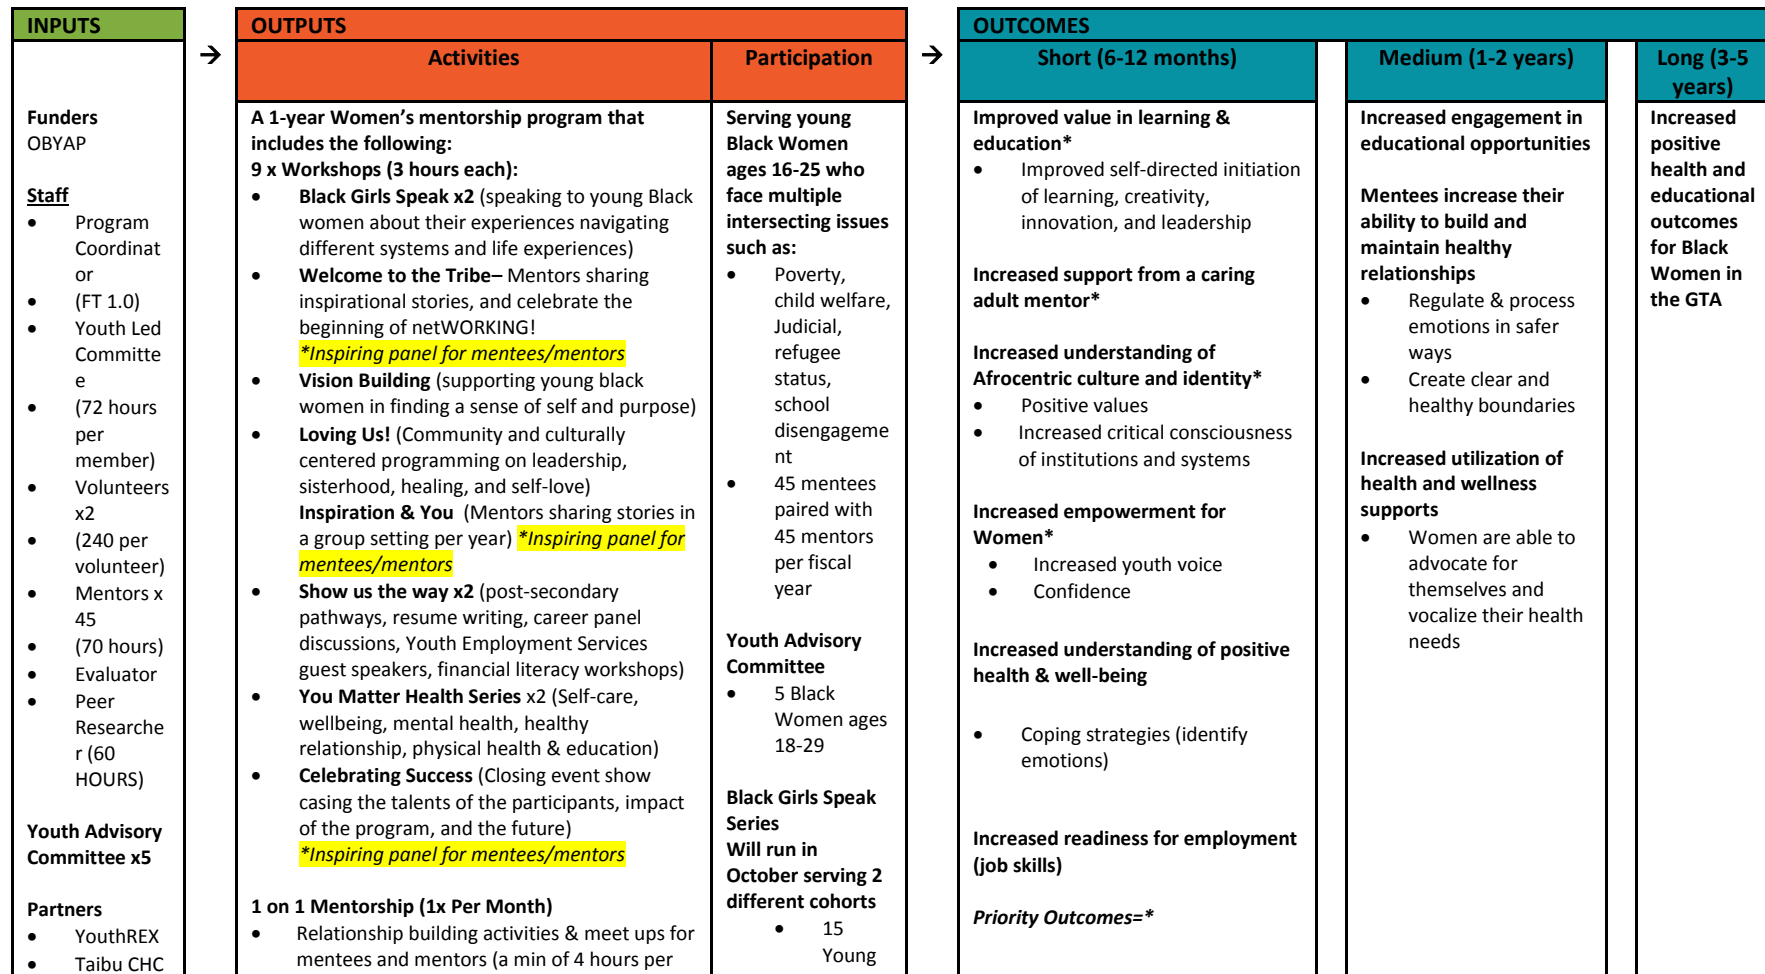 INPUTS
Funders
OBYAP
Staff
• Program
Coordinat
or
• (FT 1.0)
• Youth Led
Committe
e
• (72 hours
per
member)
• Volunteers
x2
• (240 per
volunteer)
• Mentors x
45
• (70 hours)
• Evaluator
• Peer
Researche
r (60
HOURS)
Youth Advisory
Committee x5
Partners
• YouthREX
• Taibu CHC
→
OUTPUTS
Activities
A 1-year Women’s mentorship program that
includes the following:
9 x Workshops (3 hours each):
• Black Girls Speak x2 (speaking to young Black
women about their experiences navigating
different systems and life experiences)
• Welcome to the Tribe– Mentors sharing
inspirational stories, and celebrate the
beginning of netWORKING!
*Inspiring panel for mentees/mentors
• Vision Building (supporting young black
women in finding a sense of self and purpose)
• Loving Us! (Community and culturally
centered programming on leadership,
sisterhood, healing, and self-love)
Inspiration & You (Mentors sharing stories in
a group setting per year) *Inspiring panel for
mentees/mentors
• Show us the way x2 (post-secondary
pathways, resume writing, career panel
discussions, Youth Employment Services
guest speakers, financial literacy workshops)
• You Matter Health Series x2 (Self-care,
wellbeing, mental health, healthy
relationship, physical health & education)
• Celebrating Success (Closing event show
casing the talents of the participants, impact
of the program, and the future)
*Inspiring panel for mentees/mentors
1 on 1 Mentorship (1x Per Month)
• Relationship building activities & meet ups for
mentees and mentors (a min of 4 hours per
Participation
Serving young
Black Women
ages 16-25 who
face multiple
intersecting issues
such as:
• Poverty,
child welfare,
Judicial,
refugee
status,
school
disengageme
nt
• 45 mentees
paired with
45 mentors
per fiscal
year
Youth Advisory
Committee
• 5 Black
Women ages
18-29
Black Girls Speak
Series
Will run in
October serving 2
different cohorts
• 15
Young
→
OUTCOMES
Short (6-12 months)
Improved value in learning &
education*
• Improved self-directed initiation
of learning, creativity,
innovation, and leadership
Increased support from a caring
adult mentor*
Increased understanding of
Afrocentric culture and identity*
• Positive values
• Increased critical consciousness
of institutions and systems
Increased empowerment for
Women*
• Increased youth voice
• Confidence
Increased understanding of positive
health & well-being
• Coping strategies (identify
emotions)
Increased readiness for employment
(job skills)
Priority Outcomes=*
Medium (1-2 years)
Increased engagement in
educational opportunities
Mentees increase their
ability to build and
maintain healthy
relationships
• Regulate & process
emotions in safer
ways
• Create clear and
healthy boundaries
Increased utilization of
health and wellness
supports
• Women are able to
advocate for
themselves and
vocalize their health
needs
Long (3-5
years)
Increased
positive
health and
educational
outcomes
for Black
Women in
the GTA